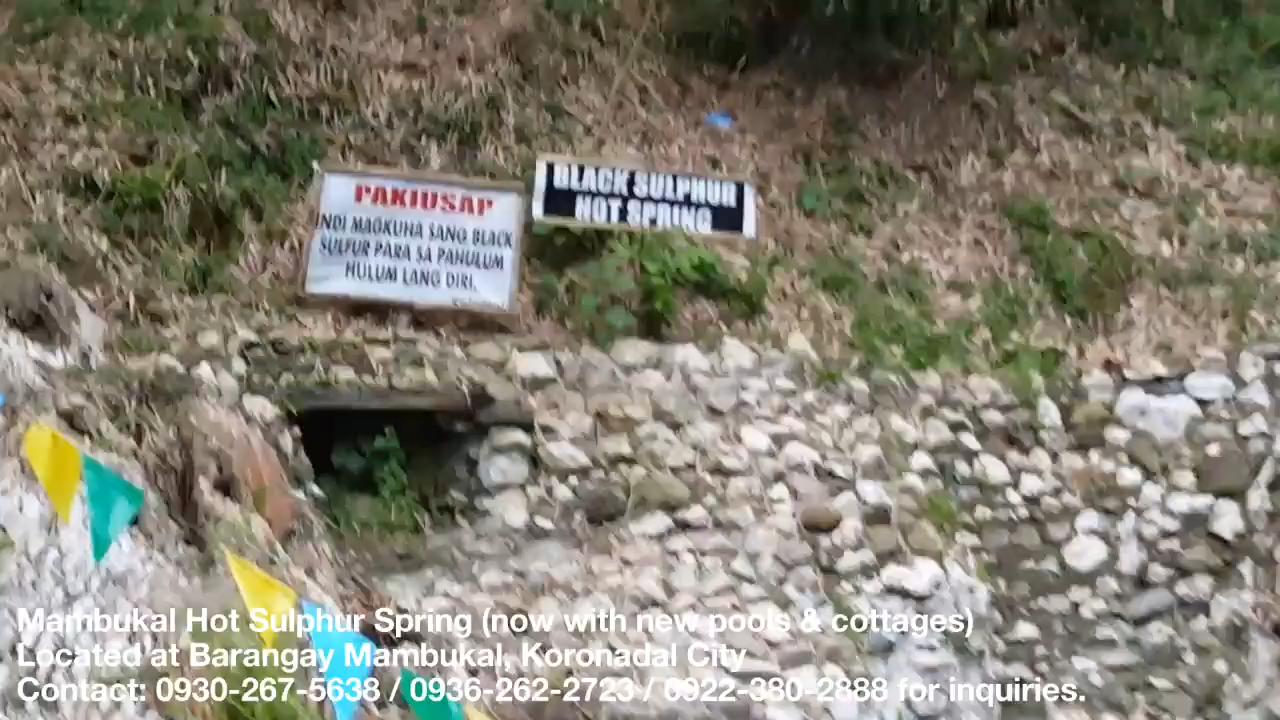 PAKIUSAP
NDI MAGKUHA SANG BLACK
SULFUR PARA SA PAHULUM
HULUM LANG DIRI.
BLACK SULPHUR
HOT SPRING
Mambukal Hot Sulphur Spring (now with new pools & cottages)
Located at Barangay Mambukal, Koronadal City
Contact: 0930-267-5638 / 0936-262-2723 / 0922-380-2888 for inquiries.